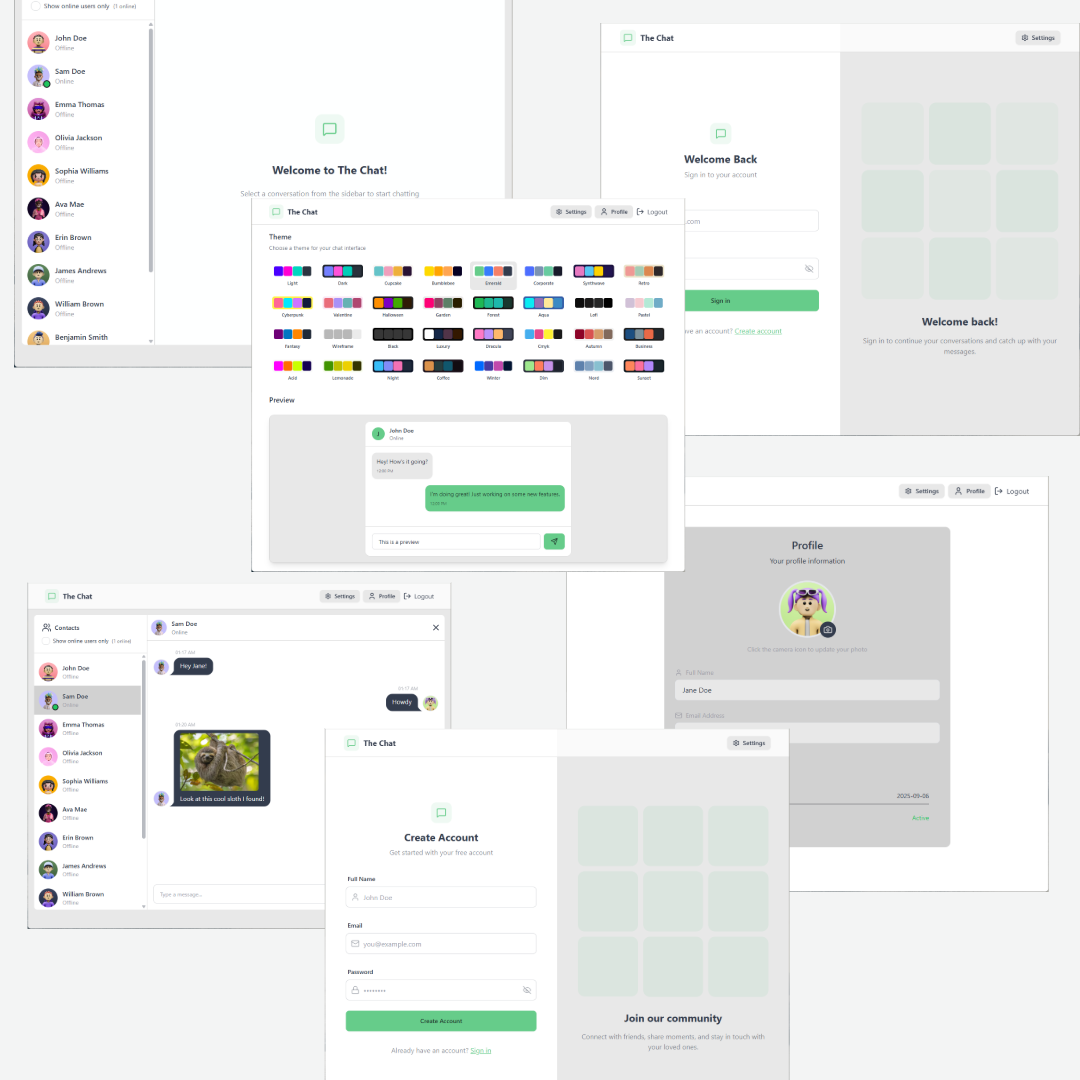 Show online users only (1 online)
John Doe
Offline
Sam Doe
Online
Emma Thomas
Offline
Olivia Jackson
Offline
Sophia Williams
Offline
Ava Mae
Offline
Erin Brown
Offline
James Andrews
Offline
William Brown
Offline
Benjamin Smith
Welcome to The Chat!
Select a conversation from the sidebar to start chatting
The Chat
Settings
Welcome Back
Sign in to your account
.com
Sign in
ve an account? Create account
Welcome back!
Sign in to continue your conversations and catch up with your
messages.
The Chat
Settings
Profile
Logout
Theme
Choose a theme for your chat interface
Light
Dark
Cupcake
Bumblebee
Emerald
Corporate
Synthwave
Retro
Cyberpunk
Valentine
Halloween
Garden
Forest
Aqua
Lofi
Pastel
Fantasy
Wireframe
Black
Luxury
Dracula
Cmyk
Autumn
Business
Acid
Lemonade
Night
Coffee
Winter
Dim
Nord
Sunset
Preview
J
John Doe
Online
Hey! How's it going?
12:00 PM
I'm doing great! Just working on some new features.
12:00 PM
This is a preview
Settings
Profile
Logout
Profile
Your profile information
Click the camera icon to update your photo
Full Name
Jane Doe
Email Address
2025-09-06
Active
The Chat
Settings
Profile
Logout
Contacts
Show online users only (1 online)
John Doe
Offline
Sam Doe
Online
Emma Thomas
Offline
Olivia Jackson
Offline
Sophia Williams
Offline
Ava Mae
Offline
Erin Brown
Offline
James Andrews
Offline
William Brown
Offline
Sam Doe
Online
01:17 AM
Hey Jane!
01:17 AM
Howdy
01:20 AM
Look at this cool sloth I found!
Type a message...
The Chat
Settings
Create Account
Get started with your free account
Full Name
John Doe
Email
you@example.com
Password
••••••••
Create Account
Already have an account? Sign in
Join our community
Connect with friends, share moments, and stay in touch with
your loved ones.